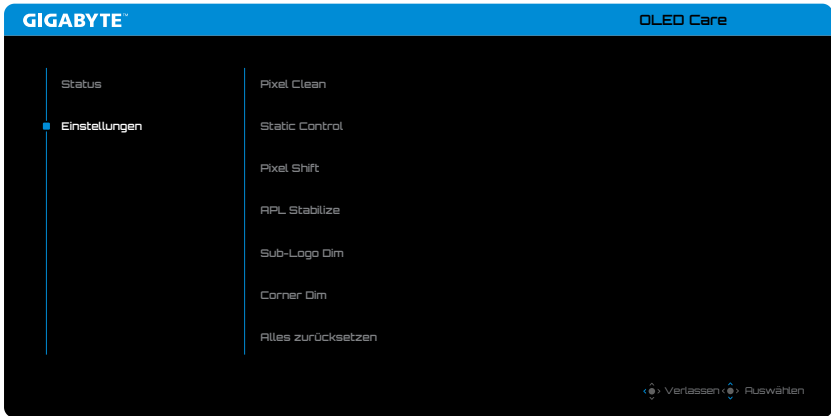 GIGABYTE™
OLED Care
Status
Einstellungen
Pixel Clean
Static Control
Pixel Shift
APL Stabilize
Sub-Logo Dim
Corner Dim
Alles zurücksetzen
Verlassen Auswählen